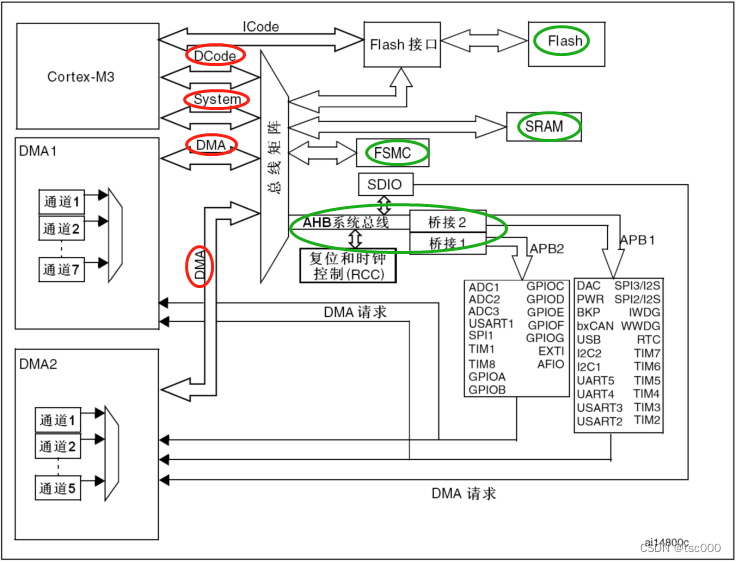 ICode
DCode
Flash 接口
Flash
Cortex-M3
System
总线矩阵
SRAM
DMA
FSMC
DMA1
通道1
通道2
通道7
SDIO
AHB系统总线
桥接2
桥接1
复位和时钟
控制(RCC)
APB2
APB1
DMA
DMA 请求
ADC1 GPIOC
ADC2 GPIOD
ADC3 GPIOE
USART1 GPIOF
SPI1 GPIOG
TIM1 EXTI
TIM8 AFIO
GPIOA
GPIOB
DAC SPI3/I2S
PWR SPI2/I2S
BKP IWDG
bxCAN WWDG
USB RTC
I2C2 TIM7
I2C1 TIM6
UART5 TIM5
UART4 TIM4
USART3 TIM3
USART2 TIM2
DMA2
通道1
通道2
通道5
DMA 请求
ai14800c
CSDN @tsc000